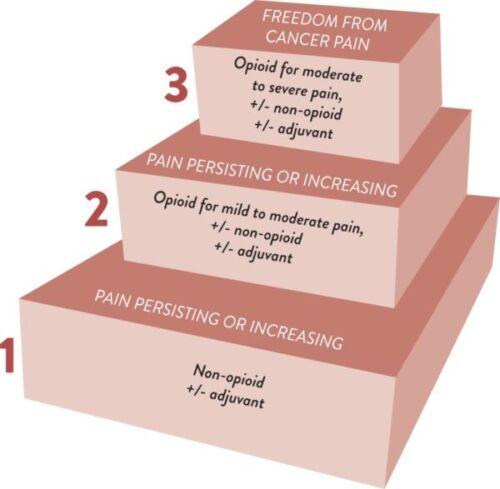 FREEDOM FROM
CANCER PAIN
3
Opioid for moderate
to severe pain,
+/- non-opioid
+/- adjuvant
PAIN PERSISTING OR INCREASING
2
Opioid for mild to moderate pain,
+/- non-opioid
+/- adjuvant
PAIN PERSISTING OR INCREASING
1
Non-opioid
+/- adjuvant